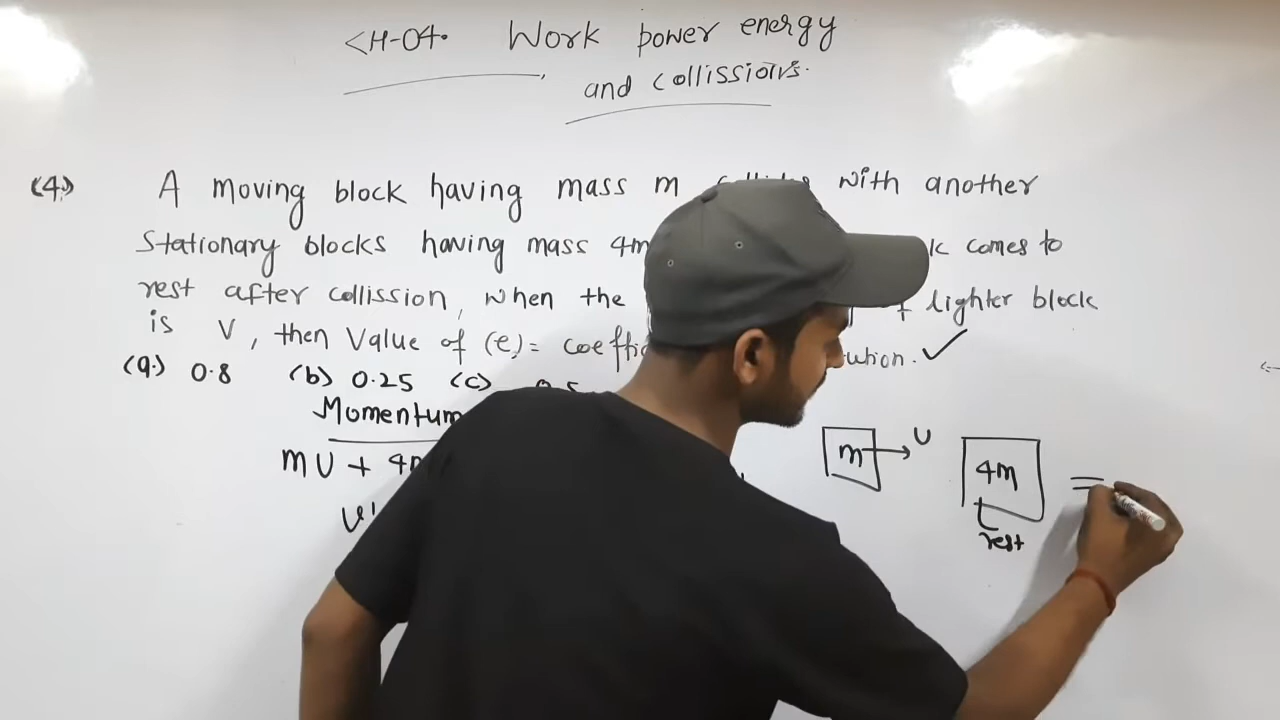 <H-04. Work power energy
and collissions.
(4.) A moving block having mass m with another
Stationary blocks having mass 4m comes to
rest after collission, when the lighter block
is V, then Value of (e) =
(a.) 0.8 (b) 0.25 (c)
Momentum
mU + 4
m U
4m
rest
=